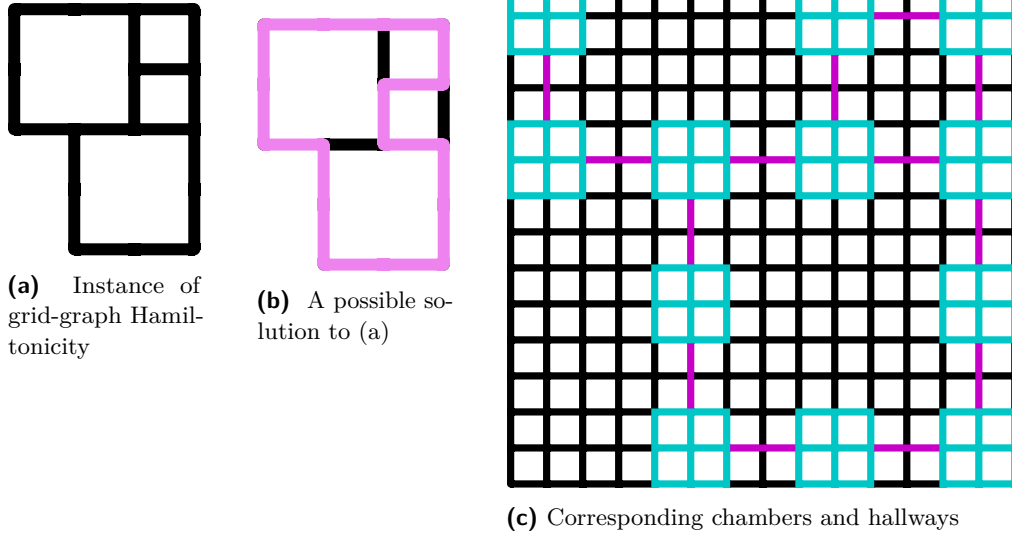 (a) Instance of
grid-graph Hamil-
tonicity
(b) A possible so-
lution to (a)
(c) Corresponding chambers and hallways